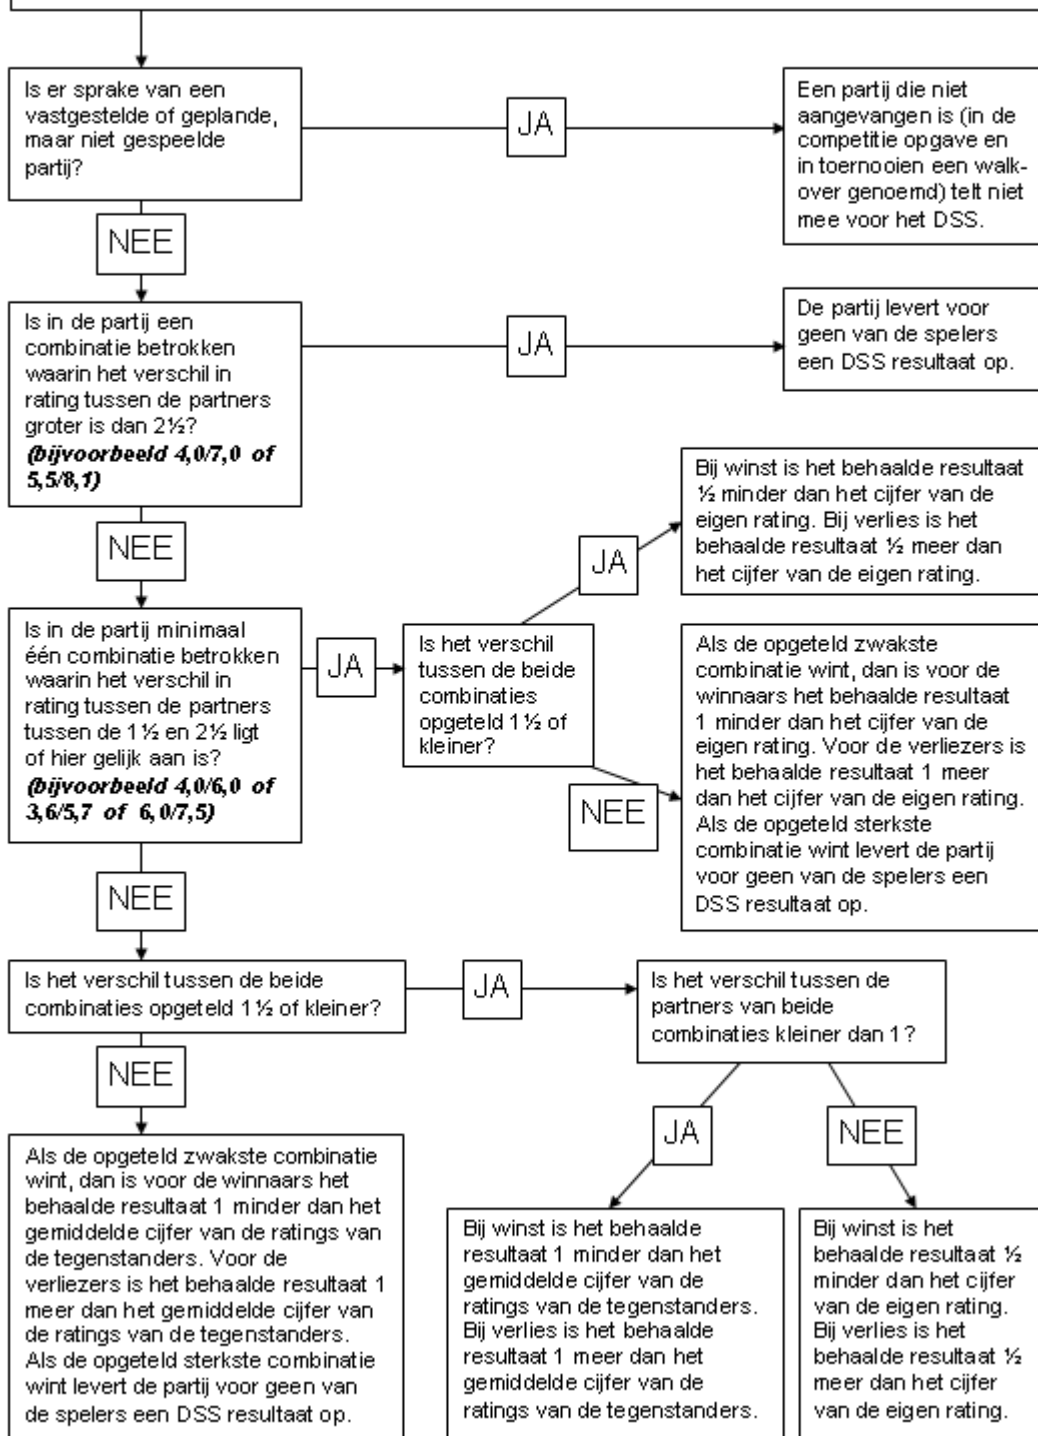 Is er sprake van een
vastgestelde of geplande,
maar niet gespeelde
partij?
JA
Een partij die niet
aangevangen is (in de
competitie opgave en
in toernooien een walk-
over genoemd) telt niet
mee voor het DSS.
NEE
Is in de partij een
combinatie betrokken
waarin het verschil in
rating tussen de partners
groter is dan 2½?
(bijvoorbeeld 4,0/7,0 of
5,5/8,1)
JA
De partij levert voor
geen van de spelers
een DSS resultaat op.
NEE
Is in de partij minimaal
één combinatie betrokken
waarin het verschil in
rating tussen de partners
tussen de 1½ en 2½ ligt
of hier gelijk aan is?
(bijvoorbeeld 4,0/6,0 of
3,6/5,7 of 6,0/7,5)
JA
Is het verschil
tussen de beide
combinaties
opgeteld 1½ of
kleiner?
JA
Bij winst is het behaalde resultaat
½ minder dan het cijfer van de
eigen rating. Bij verlies is het
behaalde resultaat ½ meer dan
het cijfer van de eigen rating.
NEE
Als de opgeteld zwakste
combinatie wint, dan is voor de
winnaars het behaalde resultaat
1 minder dan het cijfer van de
eigen rating. Voor de verliezers is
het behaalde resultaat 1 meer
dan het cijfer van de eigen rating.
Als de opgeteld sterkste
combinatie wint levert de partij
voor geen van de spelers een
DSS resultaat op.
NEE
Is het verschil tussen de beide
combinaties opgeteld 1½ of kleiner?
JA
Is het verschil tussen de
partners van beide
combinaties kleiner dan 1?
NEE
Als de opgeteld zwakste combinatie
wint, dan is voor de winnaars het
behaalde resultaat 1 minder dan het
gemiddelde cijfer van de ratings van
de tegenstanders. Voor de
verliezers is het behaalde resultaat 1
meer dan het gemiddelde cijfer van
de ratings van de tegenstanders.
Als de opgeteld sterkste combinatie
wint levert de partij voor geen van
de spelers een DSS resultaat op.
JA
Bij winst is het behaalde
resultaat 1 minder dan het
gemiddelde cijfer van de
ratings van de tegenstanders.
Bij verlies is het behaalde
resultaat 1 meer dan het
gemiddelde cijfer van de
ratings van de tegenstanders.
NEE
Bij winst is het
behaalde resultaat ½
minder dan het cijfer
van de eigen rating.
Bij verlies is het
behaalde resultaat ½
meer dan het cijfer
van de eigen rating.